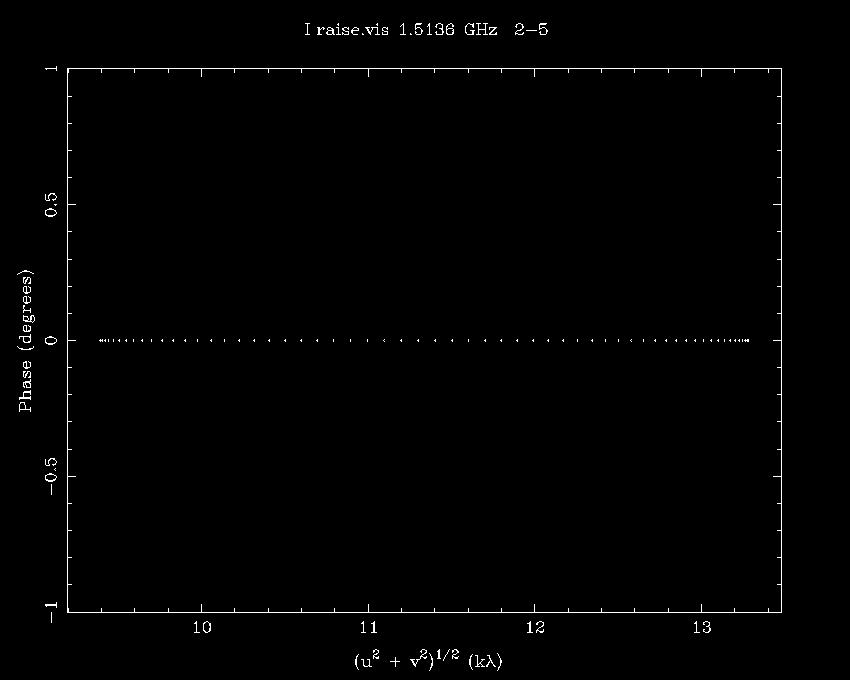 I raise.vis 1.5136 GHz 2−5
1
0.5
0
−0.5
−1
Phase (degrees)
10 11 12 13
(u² + v²)^1/2 (kλ)